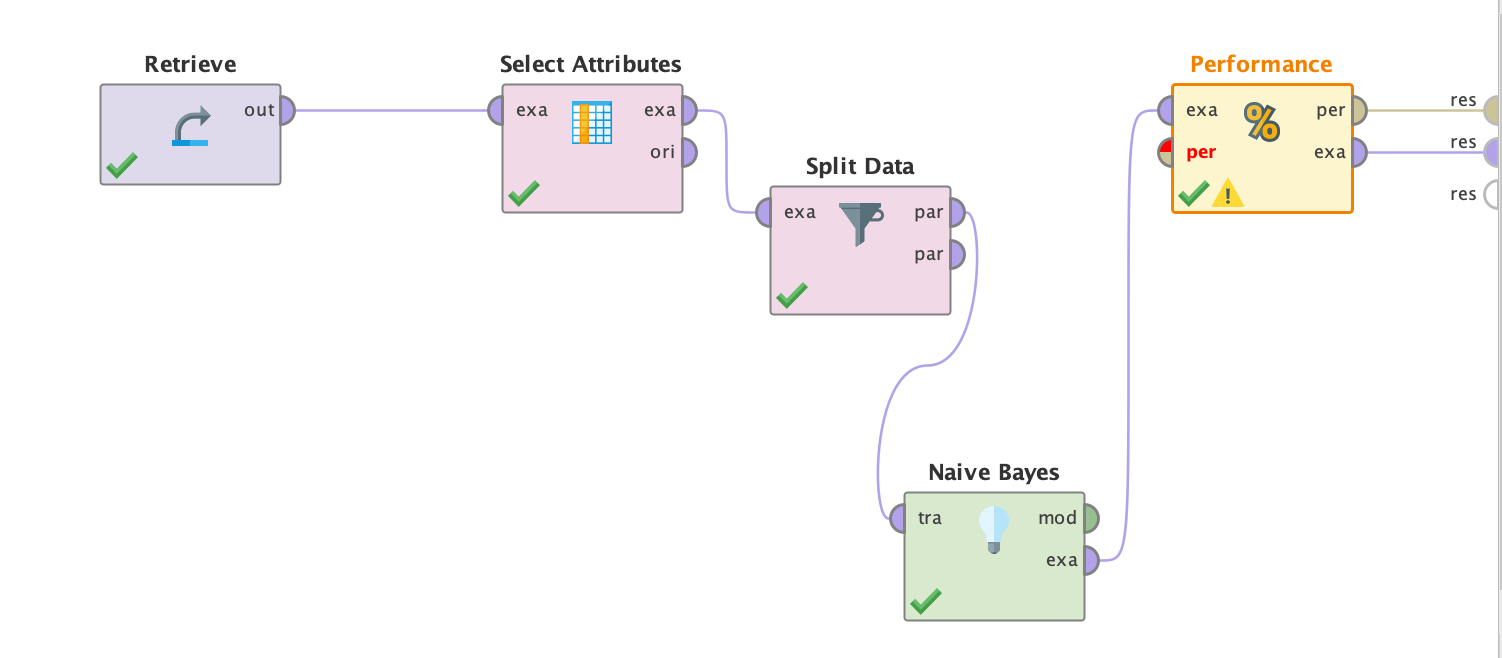 Retrieve
out
Select Attributes
exa exa
ori
Split Data
exa par
par
Naive Bayes
tra mod
exa
Performance
exa per
per exa
%
res
res
res